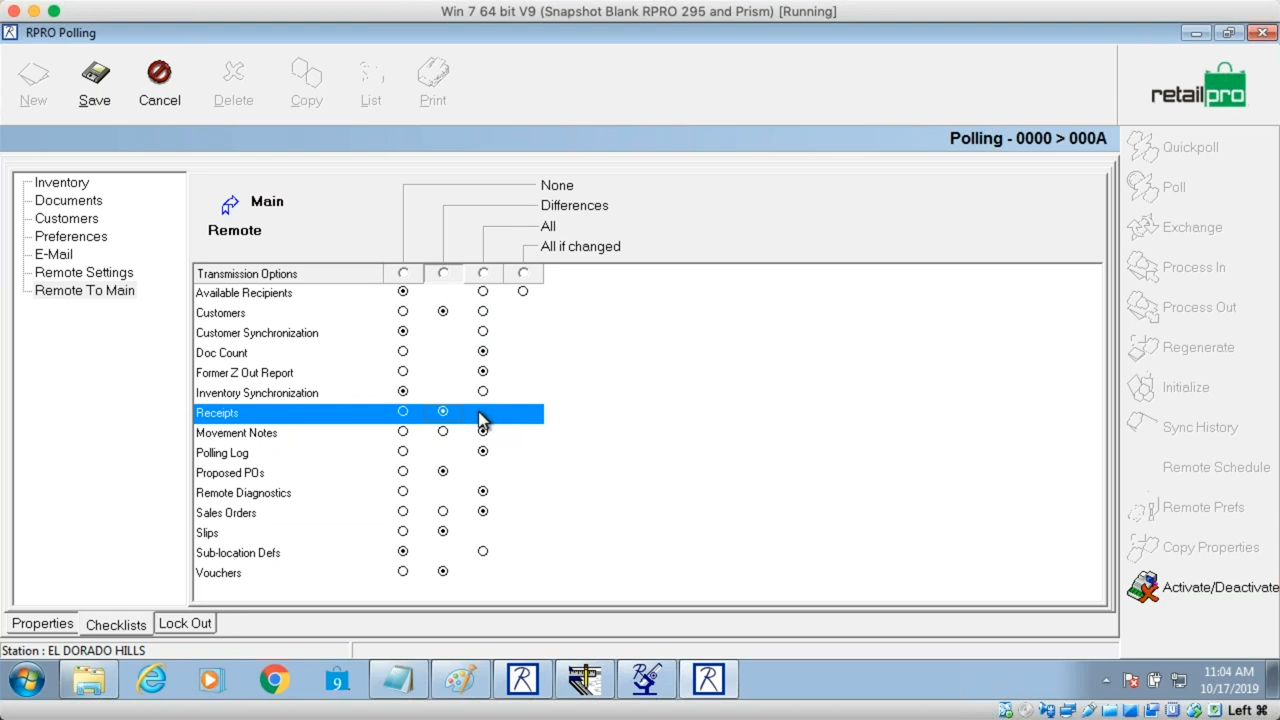 Win 7 64 bit V9 (Snapshot Blank RPRO 295 and Prism) [Running]
RPRO Polling
New Save Cancel Delete Copy List Print
retailpro
Polling - 0000 > 000A
Inventory
Documents
Customers
Preferences
E-Mail
Remote Settings
Remote To Main
Main
Remote
None
Differences
All
All if changed
Transmission Options
Available Recipients
Customers
Customer Synchronization
Doc Count
Former Z Out Report
Inventory Synchronization
Receipts
Movement Notes
Polling Log
Proposed POs
Remote Diagnostics
Sales Orders
Slips
Sub-location Defs
Vouchers
Quickpoll
Poll
Exchange
Process In
Process Out
Regenerate
Initialize
Sync History
Remote Schedule
Remote Prefs
Copy Properties
Activate/Deactivate
Properties Checklists Lock Out
Station : EL DORADO HILLS
9
11:04 AM
10/17/2019
Left ⌘